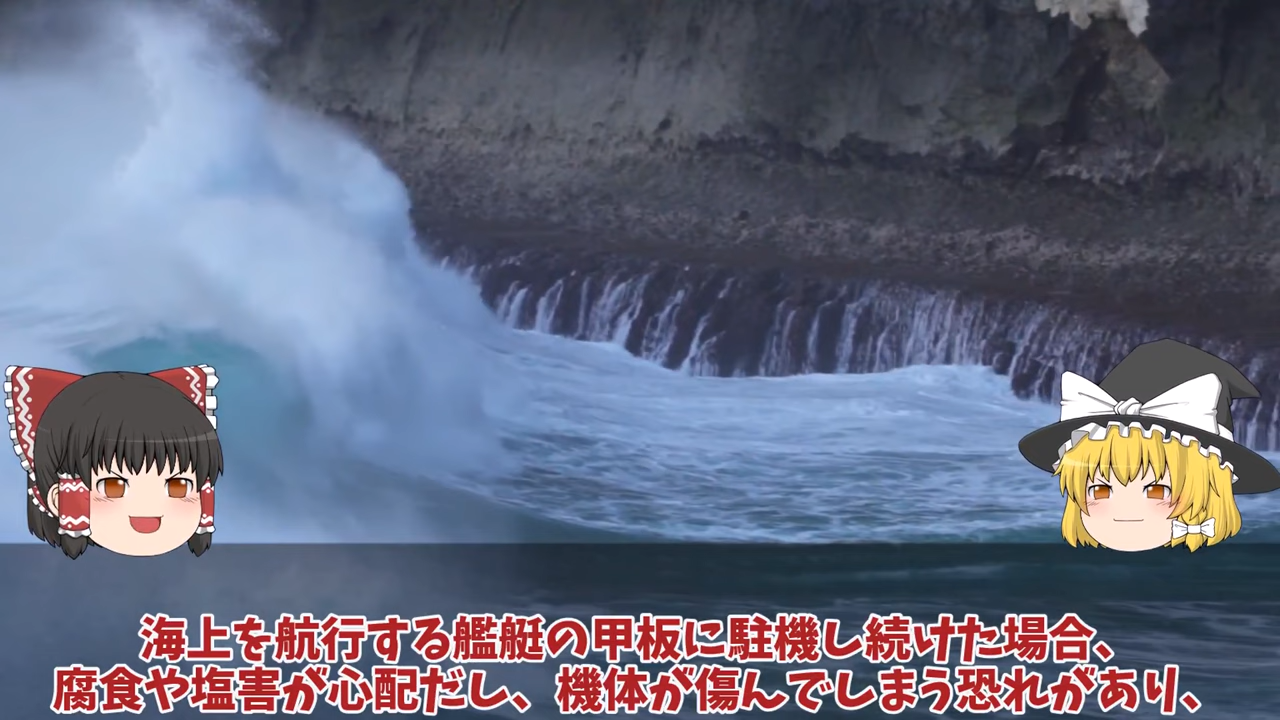 海上を航行する艦艇の甲板に駐機し続けた場合、
腐食や塩害が心配だし、機体が傷んでしまう恐れがあり、